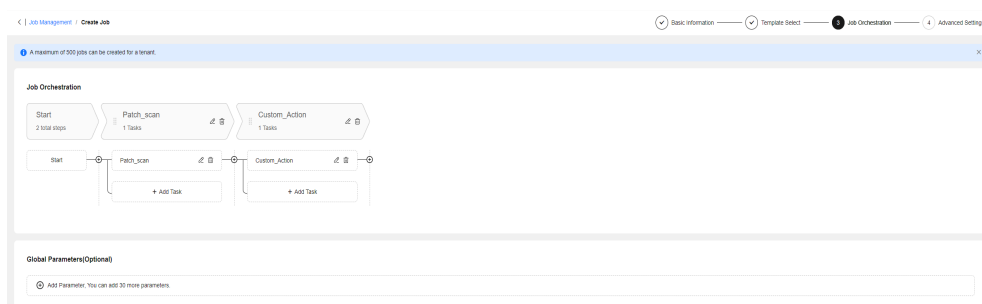 Job Management / Create Job
Basic Information
Template Select
3 Job Orchestration
4 Advanced Setting
A maximum of 500 jobs can be created for a tenant.
Job Orchestration
Start
2 total steps
Patch_scan
1 Tasks
Custom_Action
1 Tasks
Start
Patch_scan
Custom_Action
+ Add Task
+ Add Task
Global Parameters(Optional)
Add Parameter. You can add 30 more parameters.